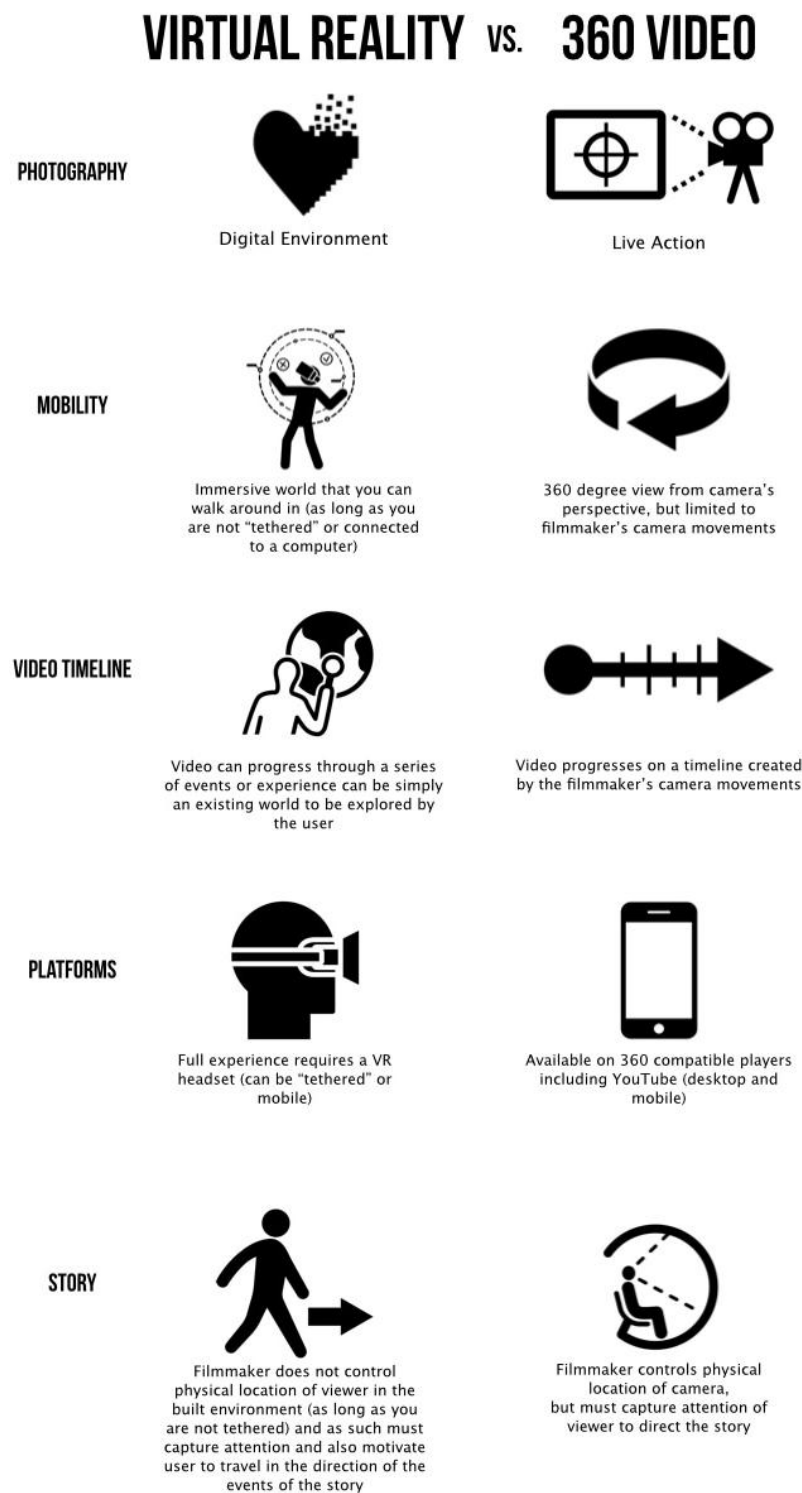 VIRTUAL REALITY VS. 360 VIDEO
PHOTOGRAPHY
Digital Environment
Live Action
MOBILITY
Immersive world that you can
walk around in (as long as you
are not “tethered” or connected
to a computer)
360 degree view from camera’s
perspective, but limited to
filmmaker’s camera movements
VIDEO TIMELINE
Video can progress through a series
of events or experience can be simply
an existing world to be explored by
the user
Video progresses on a timeline created
by the filmmaker’s camera movements
PLATFORMS
Full experience requires a VR
headset (can be “tethered” or
mobile)
Available on 360 compatible players
including YouTube (desktop and
mobile)
STORY
Filmmaker does not control
physical location of viewer in the
built environment (as long as you
are not tethered) and as such must
capture attention and also motivate
user to travel in the direction of the
events of the story
Filmmaker controls physical
location of camera,
but must capture attention of
viewer to direct the story